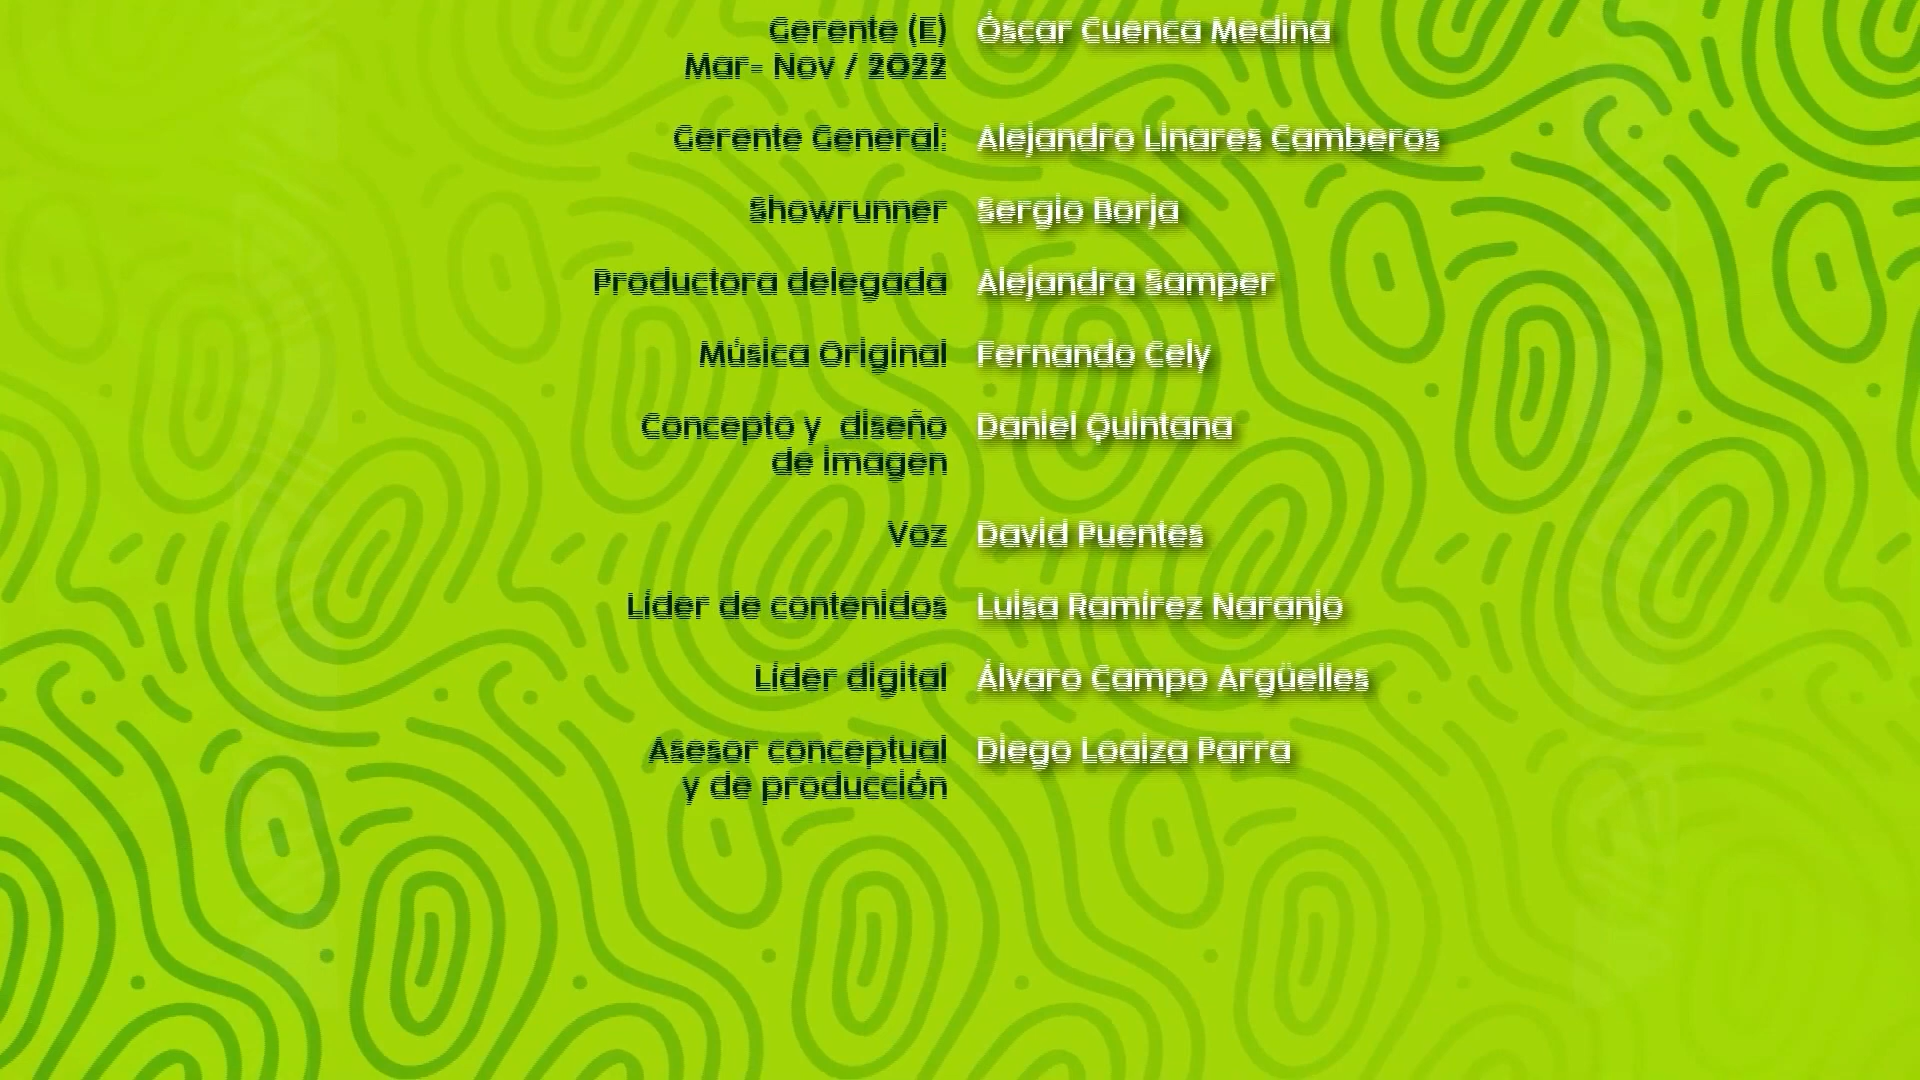 Gerente (E) Óscar Cuenca Medina
Mar- Nov / 2022
Gerente General: Alejandro Linares Camberos
Showrunner Sergio Borja
Productora delegada Alejandra Samper
Música Original Fernando Cely
Concepto y diseño Daniel Quintana
de imagen
Voz David Puentes
Líder de contenidos Luisa Ramírez Naranjo
Líder digital Álvaro Campo Argüelles
Asesor conceptual Diego Loaiza Parra
y de producción